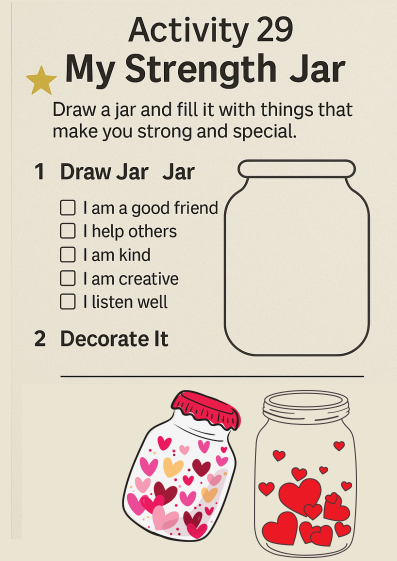 Activity 29
My Strength Jar
Draw a jar and fill it with things that
make you strong and special.
1 Draw Jar Jar
I am a good friend
I help others
I am kind
I am creative
I listen well
2 Decorate It